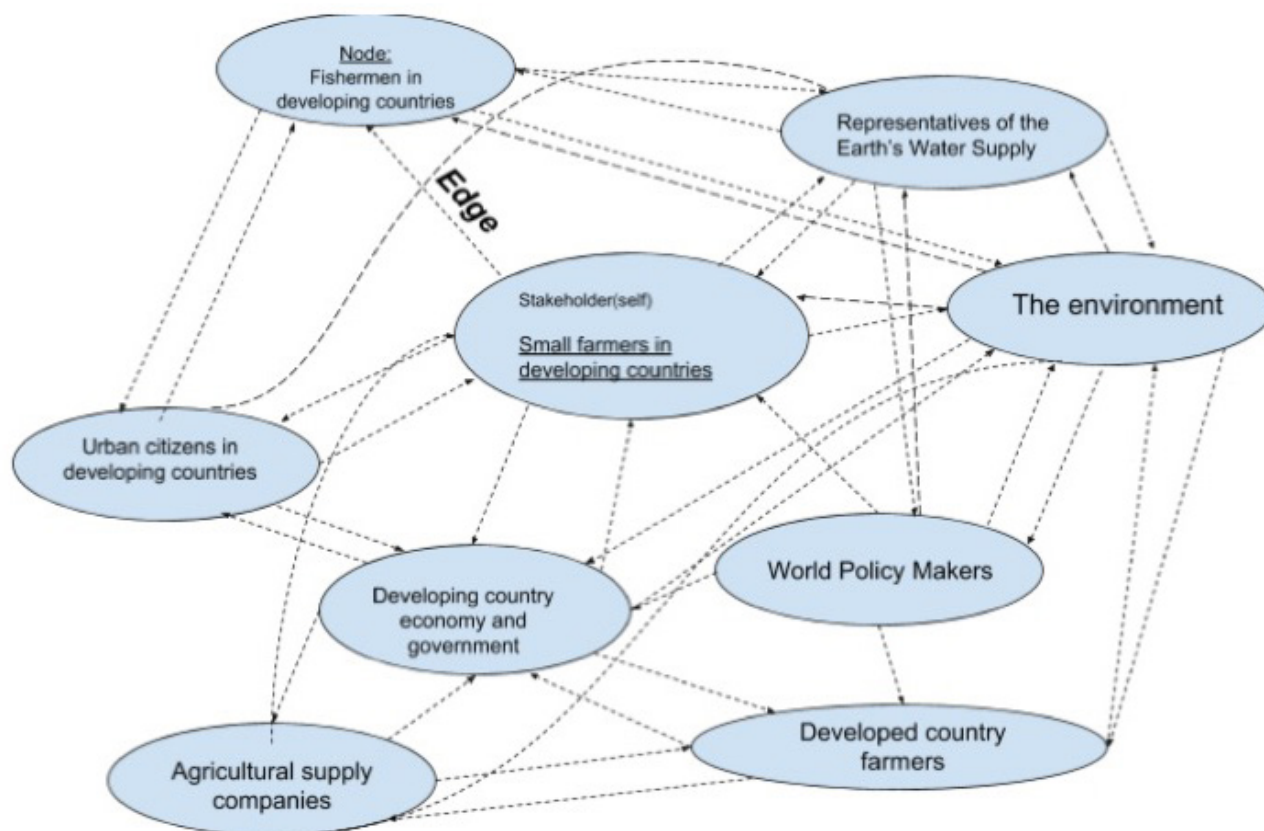 Node:
Fishermen in
developing countries
Representatives of the
Earth's Water Supply
Edge
Stakeholder(self)
Small farmers in
developing countries
The environment
Urban citizens in
developing countries
World Policy Makers
Developing country
economy and
government
Developed country
farmers
Agricultural supply
companies